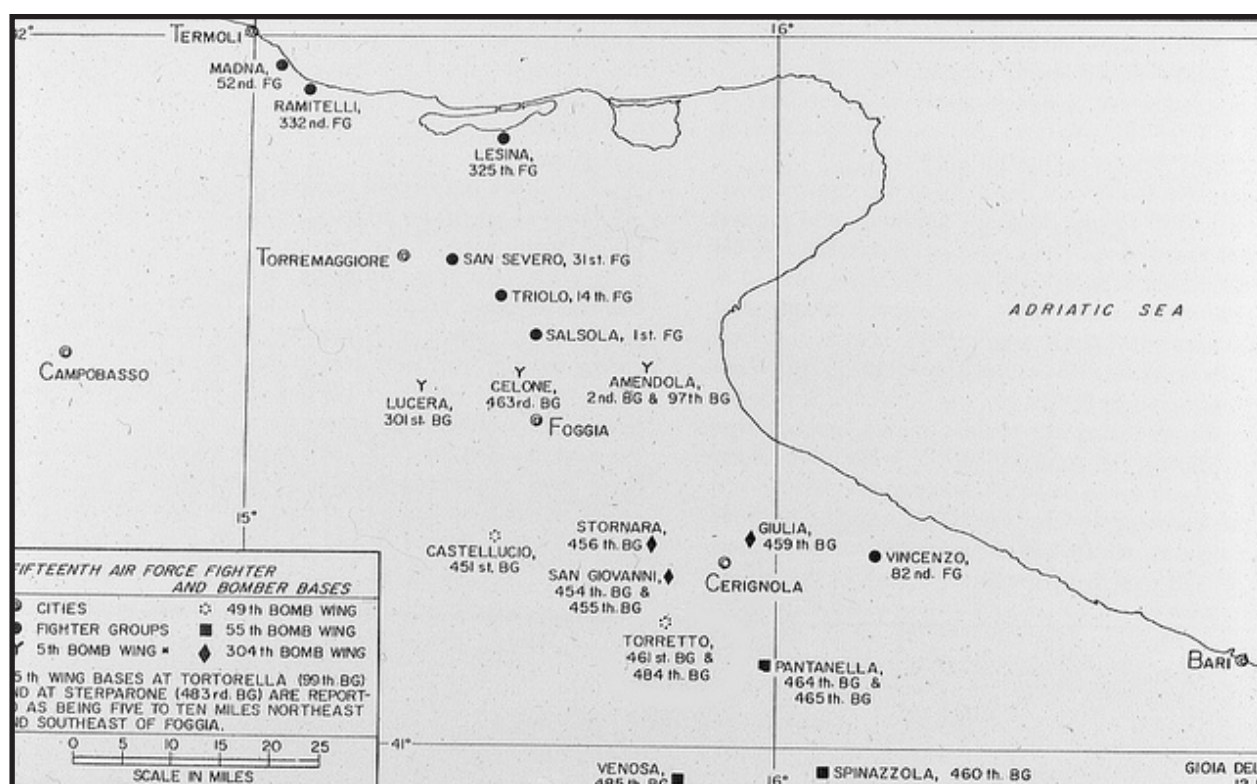 16°
TERMOLI
MADNA,
52nd. FG
RAMITELLI,
332nd. FG
LESINA,
325th. FG
TORREMAGGIORE
SAN SEVERO, 31st. FG
TRIOLO, 14th. FG
ADRIATIC SEA
SALSOLA, 1st. FG
CAMPOBASSO
LUCERA,
301st. BG
CELONE,
463rd. BG
AMENDOLA,
2nd. BG & 97th BG
FOGGIA
15°
CASTELLUCIO,
451st. BG
STORNARA,
456th. BG
GIULIA,
459th BG
SAN GIOVANNI,
454th. BG &
455th. BG
CERIGNOLA
VINCENZO,
82nd. FG
TORRETTO,
461st. BG &
484th. BG
PANTANELLA,
464th. BG &
465th. BG
BARI
FIFTEENTH AIR FORCE FIGHTER
AND BOMBER BASES
CITIES
FIGHTER GROUPS
5th BOMB WING *
49th BOMB WING
55th BOMB WING
304th BOMB WING
5th WING BASES AT TORTORELLA (99th BG)
ND AT STERPARONE (483rd. BG) ARE REPORT-
D AS BEING FIVE TO TEN MILES NORTHEAST
ND SOUTHEAST OF FOGGIA.
0 5 10 15 20 25
SCALE IN MILES
41°
VENOSA,
485th. BG
16°
SPINAZZOLA, 460th. BG
GIOIA DEL